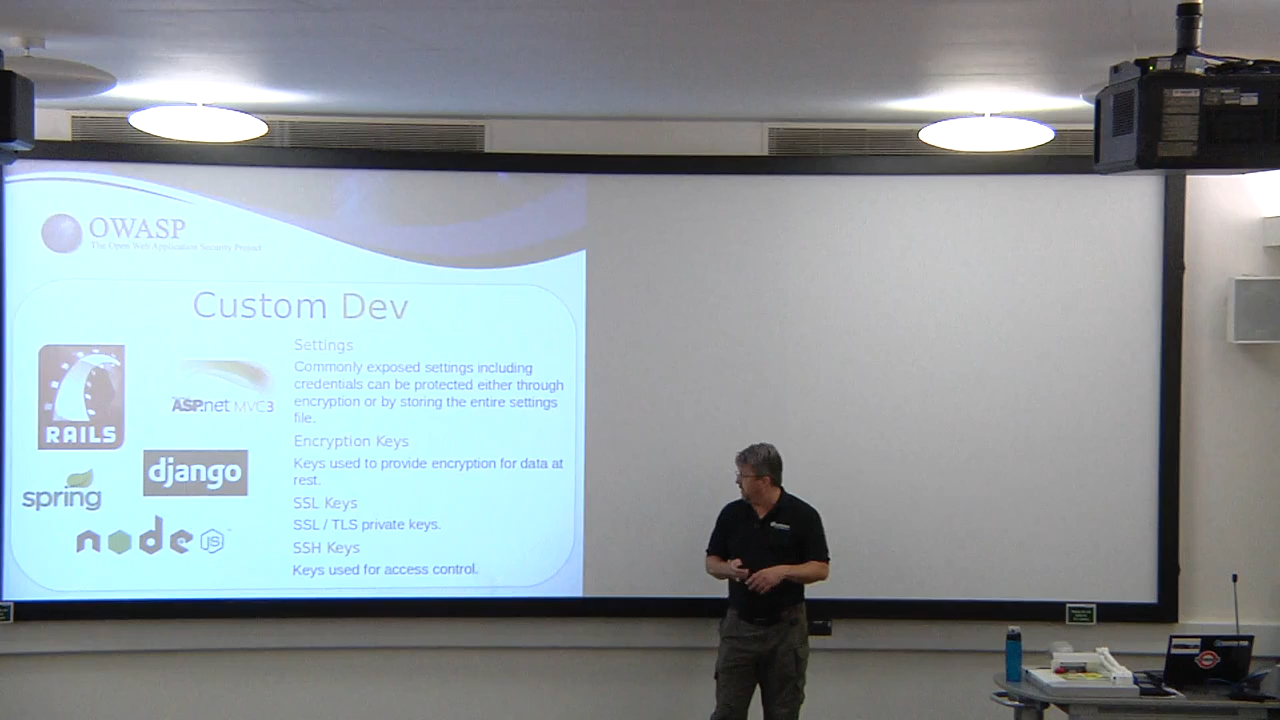 OWASP
The Open Web Application Security Project
Custom Dev
RAILS
ASP.net MVC3
django
spring
node
JS
Settings
Commonly exposed settings including
credentials can be protected either through
encryption or by storing the entire settings
file.
Encryption Keys
Keys used to provide encryption for data at
rest.
SSL Keys
SSL / TLS private keys.
SSH Keys
Keys used for access control.